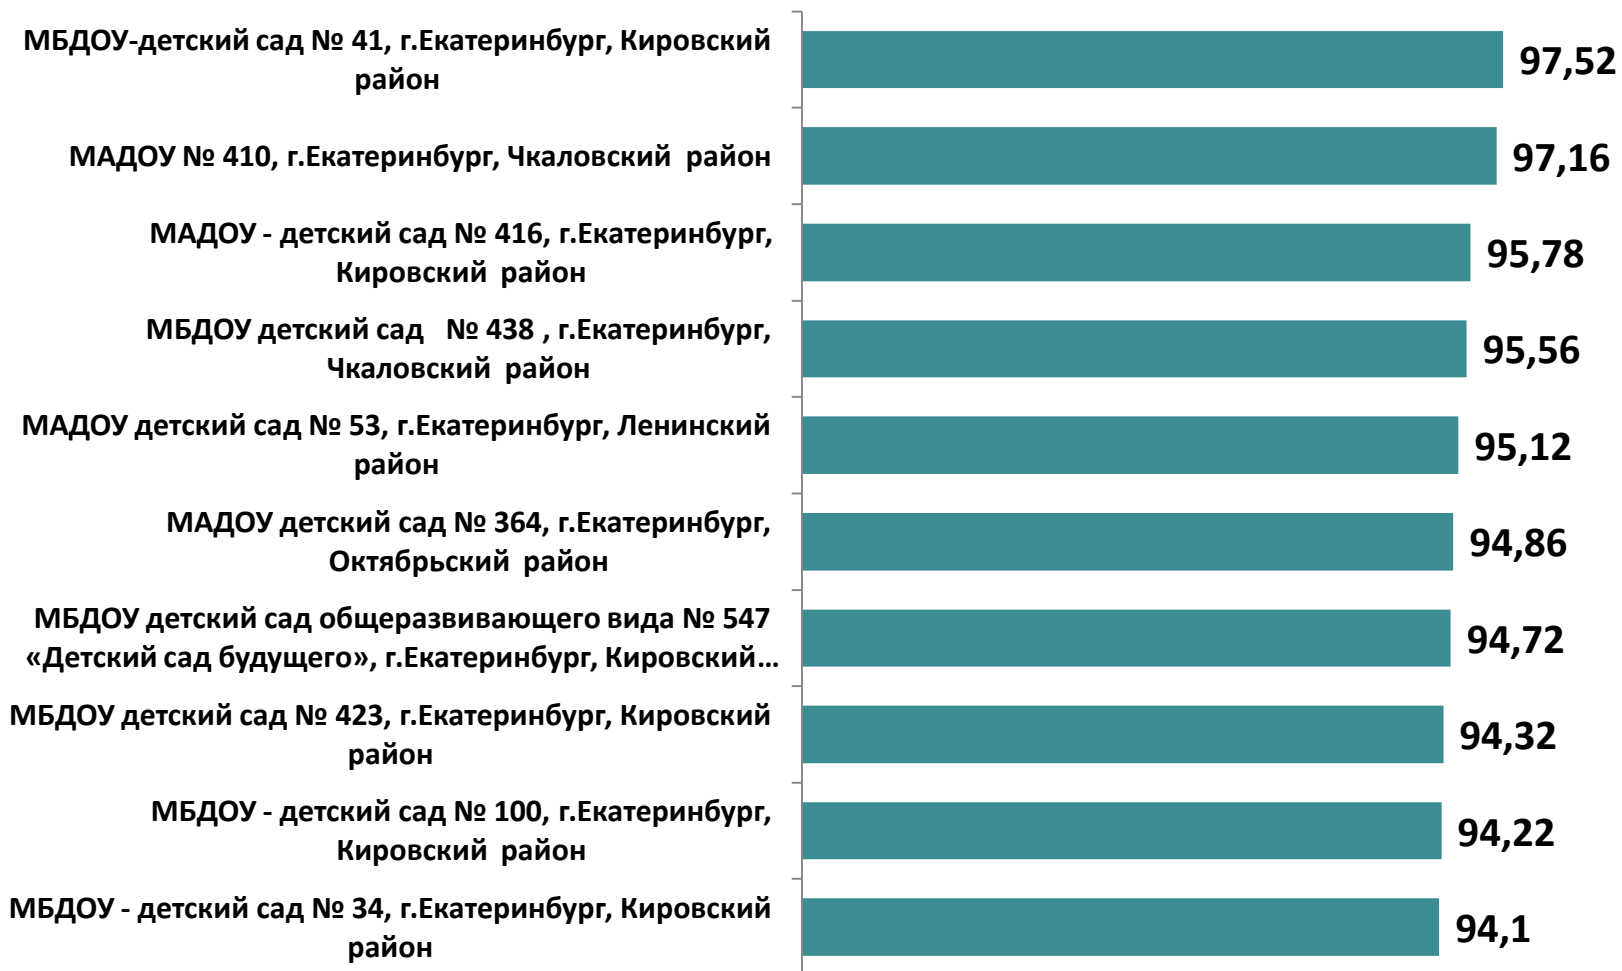 МБДОУ-детский сад № 41, г.Екатеринбург, Кировский
район
97,52
МАДОУ № 410, г.Екатеринбург, Чкаловский район
97,16
МАДОУ - детский сад № 416, г.Екатеринбург,
Кировский район
95,78
МБДОУ детский сад № 438 , г.Екатеринбург,
Чкаловский район
95,56
МАДОУ детский сад № 53, г.Екатеринбург, Ленинский
район
95,12
МАДОУ детский сад № 364, г.Екатеринбург,
Октябрьский район
94,86
МБДОУ детский сад общеразвивающего вида № 547
«Детский сад будущего», г.Екатеринбург, Кировский...
94,72
МБДОУ детский сад № 423, г.Екатеринбург, Кировский
район
94,32
МБДОУ - детский сад № 100, г.Екатеринбург,
Кировский район
94,22
МБДОУ - детский сад № 34, г.Екатеринбург, Кировский
район
94,1